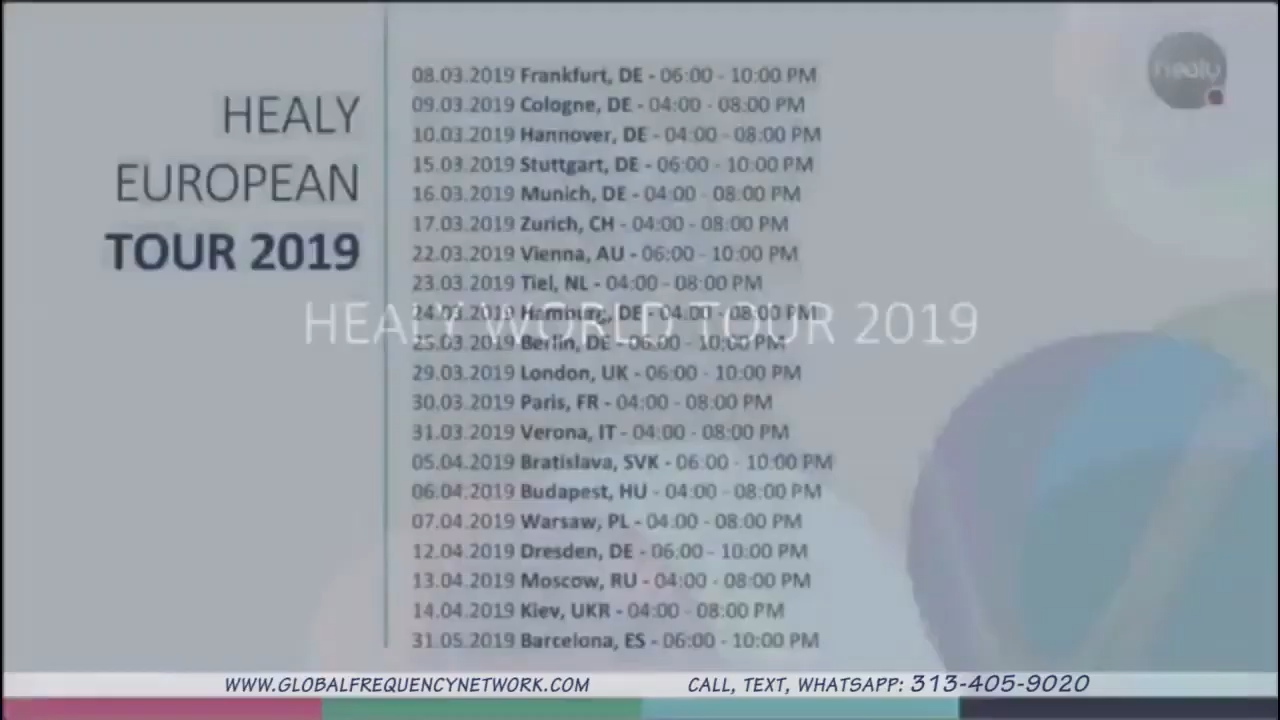 HEALY
EUROPEAN
TOUR 2019
08.03.2019 Frankfurt, DE - 06:00 - 10:00 PM
09.03.2019 Cologne, DE - 04:00 - 08:00 PM
10.03.2019 Hannover, DE - 04:00 - 08:00 PM
15.03.2019 Stuttgart, DE - 06:00 - 10:00 PM
16.03.2019 Munich, DE - 04:00 - 08:00 PM
17.03.2019 Zurich, CH - 04:00 - 08:00 PM
22.03.2019 Vienna, AU - 06:00 - 10:00 PM
23.03.2019 Tiel, NL - 04:00 - 08:00 PM
24.03.2019 Hamburg, DE - 04:00 - 08:00 PM
25.03.2019 Berlin, DE - 06:00 - 10:00 PM
29.03.2019 London, UK - 06:00 - 10:00 PM
30.03.2019 Paris, FR - 04:00 - 08:00 PM
31.03.2019 Verona, IT - 04:00 - 08:00 PM
05.04.2019 Bratislava, SVK - 06:00 - 10:00 PM
06.04.2019 Budapest, HU - 04:00 - 08:00 PM
07.04.2019 Warsaw, PL - 04:00 - 08:00 PM
12.04.2019 Dresden, DE - 06:00 - 10:00 PM
13.04.2019 Moscow, RU - 04:00 - 08:00 PM
14.04.2019 Kiev, UKR - 04:00 - 08:00 PM
31.05.2019 Barcelona, ES - 06:00 - 10:00 PM
healy
HEALY WORLD TOUR 2019
WWW.GLOBALFREQUENCYNETWORK.COM
CALL, TEXT, WHATSAPP: 313-405-9020